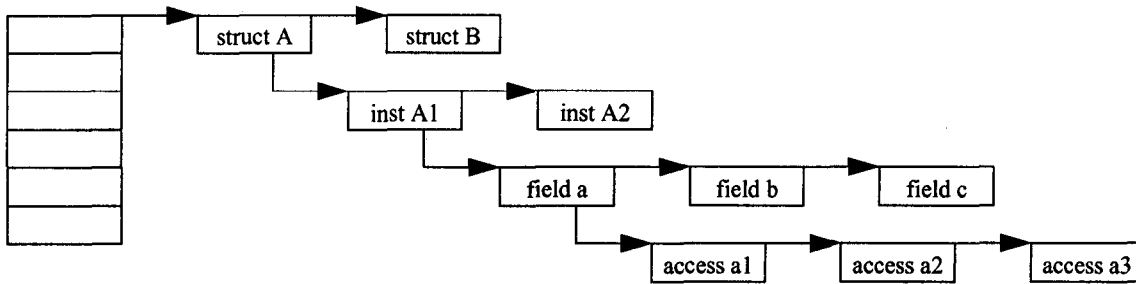 struct A
struct B
inst A1
inst A2
field a
field b
field c
access a1
access a2
access a3